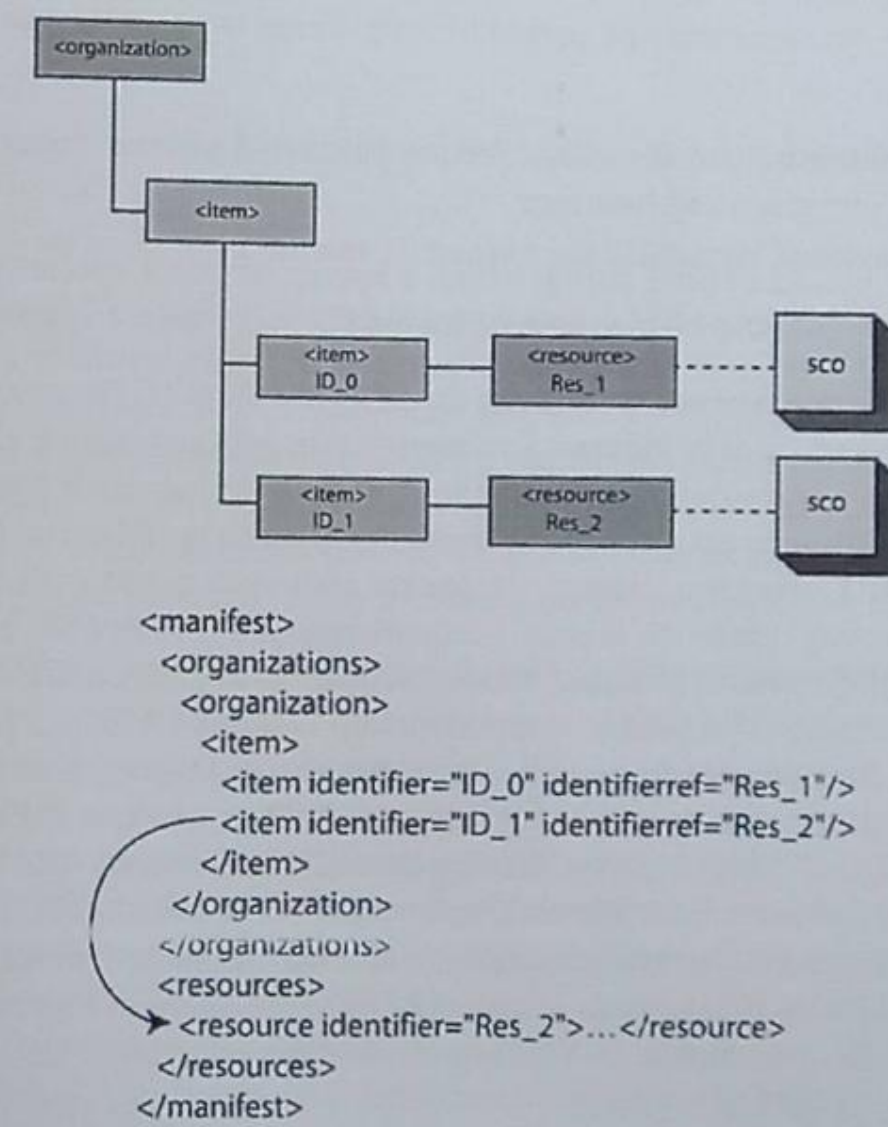 <organization>
<item>
<item>
ID_0
<resource>
Res_1
SCO
<item>
ID_1
<resource>
Res_2
SCO
<manifest>
<organizations>
<organization>
<item>
<item identifier="ID_0" identifierref="Res_1"/>
<item identifier="ID_1" identifierref="Res_2"/>
</item>
</organization>
</organizations>
<resources>
<resource identifier="Res_2">...</resource>
</resources>
</manifest>